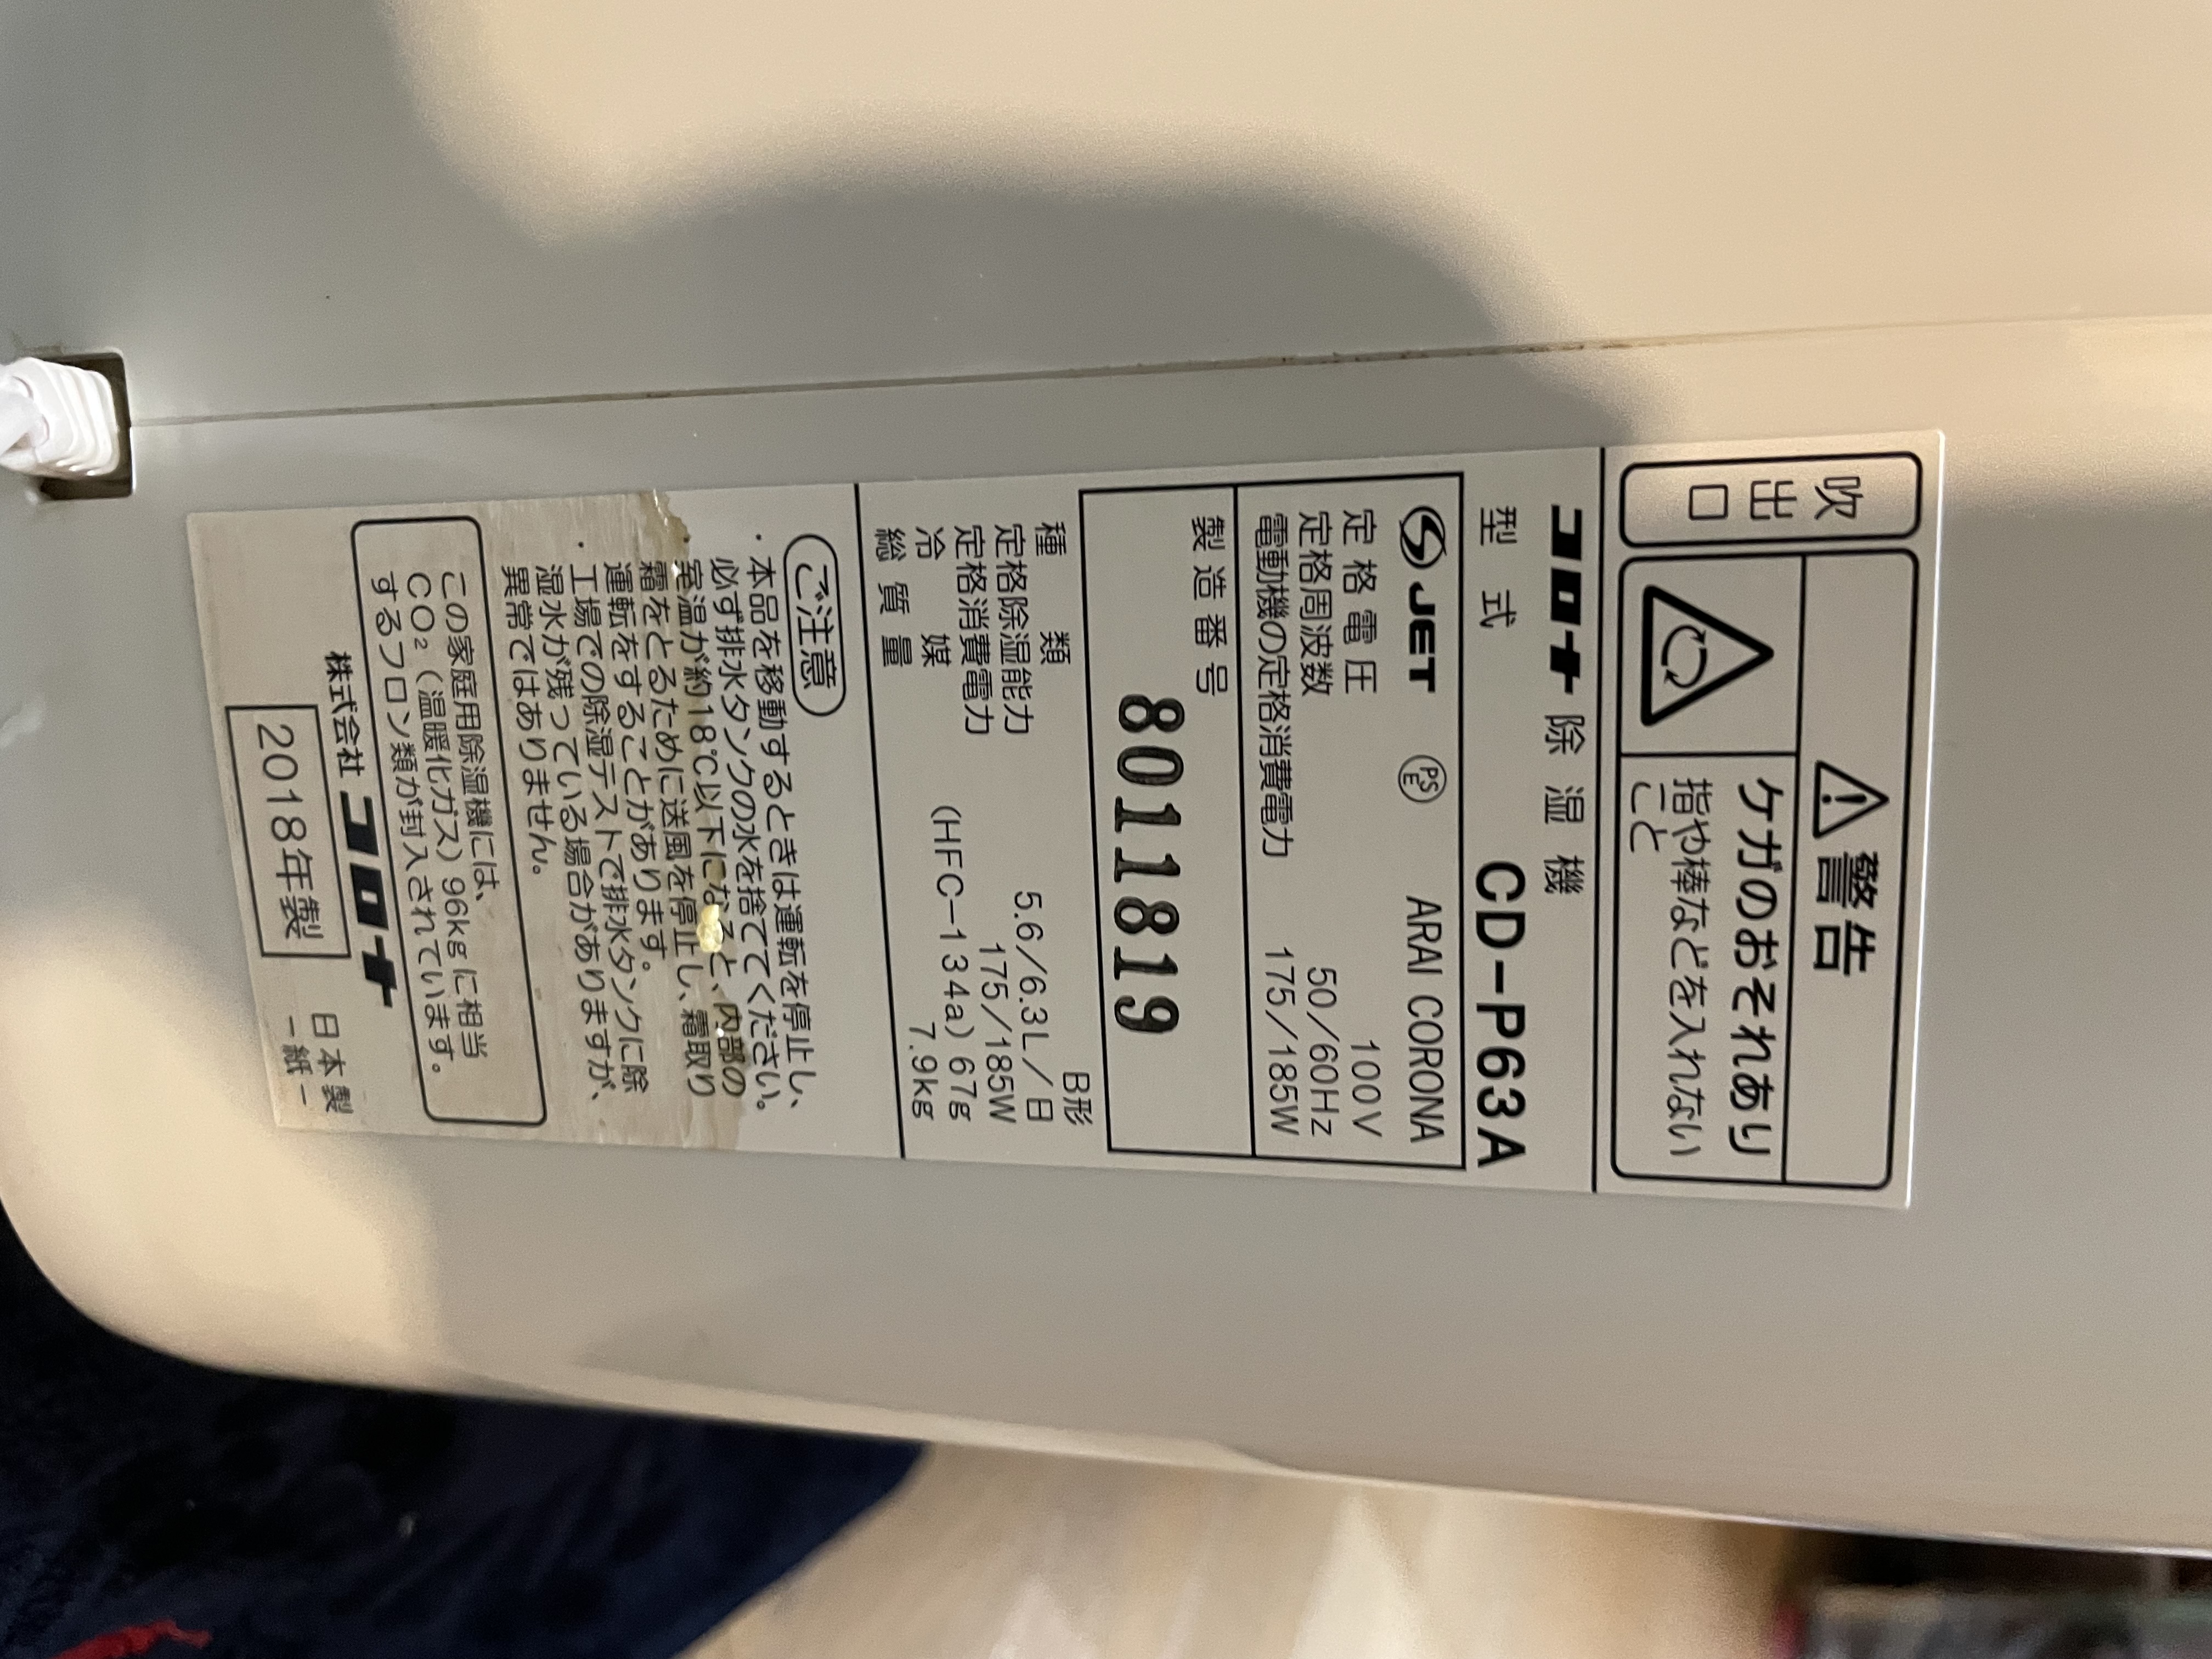 吹出口
⚠警告
ケガのおそれあり
指や棒などを入れない
こと
コロナ 除湿機
型式 CD-P63A
JET PSE ARAI CORONA
定格電圧 100V
定格周波数 50/60Hz
電動機の定格消費電力 175/185W
製造番号
8011819
種類 B形
定格除湿能力 5.6/6.3L/日
定格消費電力 175/185W
冷媒 (HFC-134a) 67g
総質量 7.9kg
ご注意
・本品を移動するときは運転を停止し、
必ず排水タンクの水を捨ててください。
・室温が約18℃以下になると、内部の
霜をとるために送風を停止し、霜取り
運転をすることがあります。
・工場での除湿テストで排水タンクに除
湿水が残っている場合がありますが、
異常ではありません。
この家庭用除湿機には、
CO₂(温暖化ガス)96kgに相当
するフロン類が封入されています。
株式会社 コロナ 日本製
2018年製 -紙-